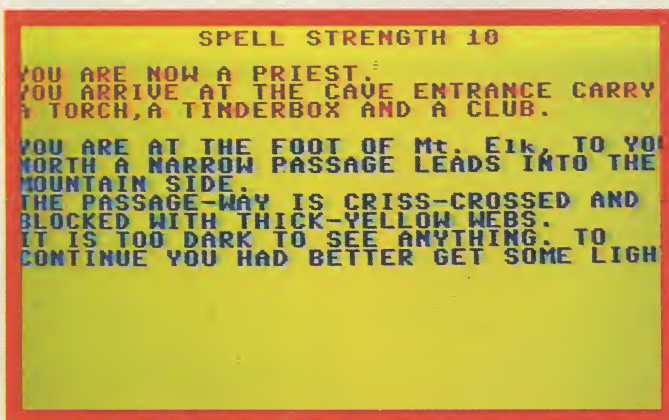 SPELL STRENGTH 10
YOU ARE NOW A PRIEST.
YOU ARRIVE AT THE CAVE ENTRANCE CARRY
A TORCH,A TINDERBOX AND A CLUB.
YOU ARE AT THE FOOT OF Mt. Elk, TO YO
NORTH A NARROW PASSAGE LEADS INTO THE
MOUNTAIN SIDE.
THE PASSAGE-WAY IS CRISS-CROSSED AND
BLOCKED WITH THICK-YELLOW WEBS.
IT IS TOO DARK TO SEE ANYTHING. TO
CONTINUE YOU HAD BETTER GET SOME LIGH